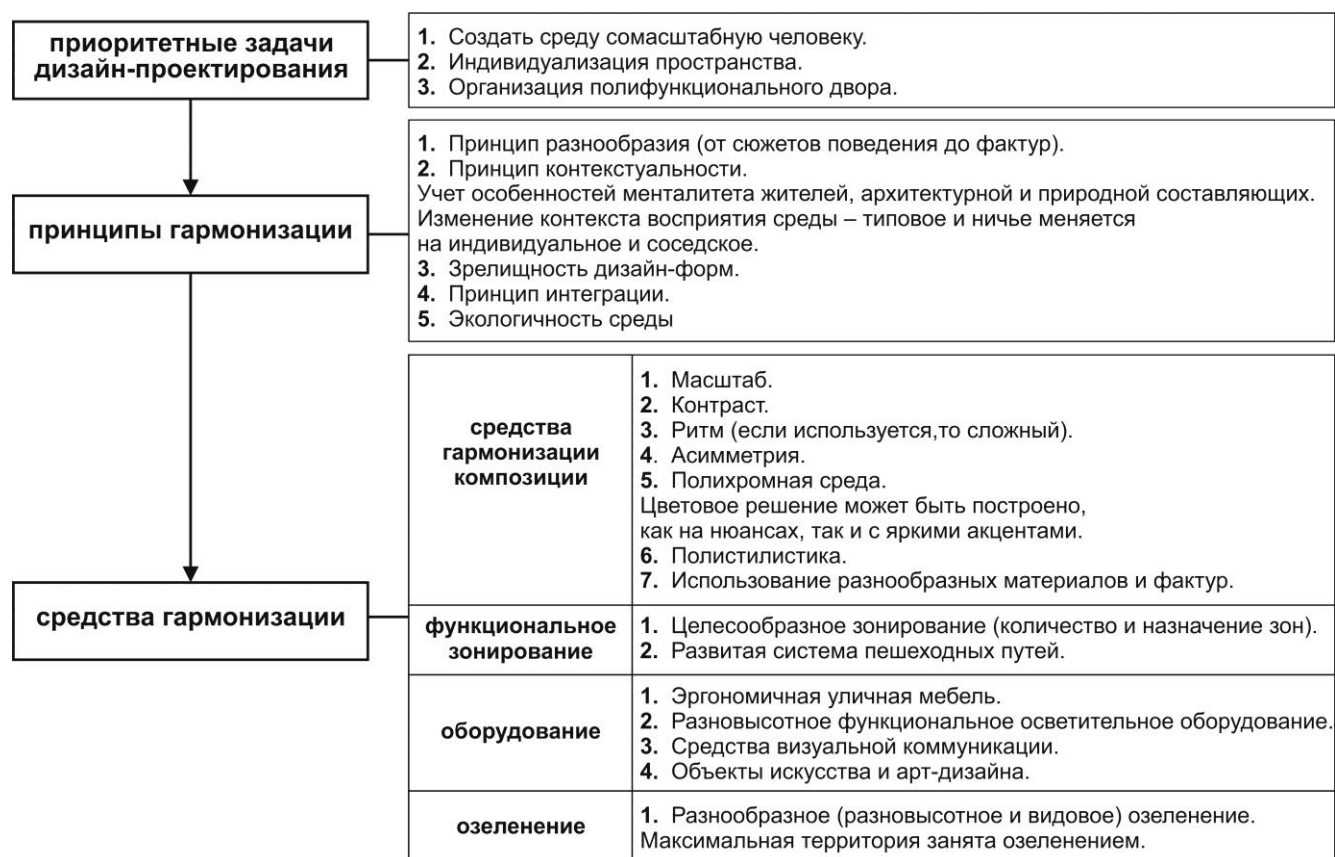 приоритетные задачи
дизайн-проектирования
1. Создать среду сомасштабную человеку.
2. Индивидуализация пространства.
3. Организация полифункционального двора.
принципы гармонизации
1. Принцип разнообразия (от сюжетов поведения до фактур).
2. Принцип контекстуальности.
Учет особенностей менталитета жителей, архитектурной и природной составляющих.
Изменение контекста восприятия среды – типовое и ничье меняется
на индивидуальное и соседское.
3. Зрелищность дизайн-форм.
4. Принцип интеграции.
5. Экологичность среды
средства гармонизации
средства
гармонизации
композиции
1. Масштаб.
2. Контраст.
3. Ритм (если используется,то сложный).
4. Асимметрия.
5. Полихромная среда.
Цветовое решение может быть построено,
как на нюансах, так и с яркими акцентами.
6. Полистилистика.
7. Использование разнообразных материалов и фактур.
функциональное
зонирование
1. Целесообразное зонирование (количество и назначение зон).
2. Развитая система пешеходных путей.
оборудование
1. Эргономичная уличная мебель.
2. Разновысотное функциональное осветительное оборудование.
3. Средства визуальной коммуникации.
4. Объекты искусства и арт-дизайна.
озеленение
1. Разнообразное (разновысотное и видовое) озеленение.
Максимальная территория занята озеленением.